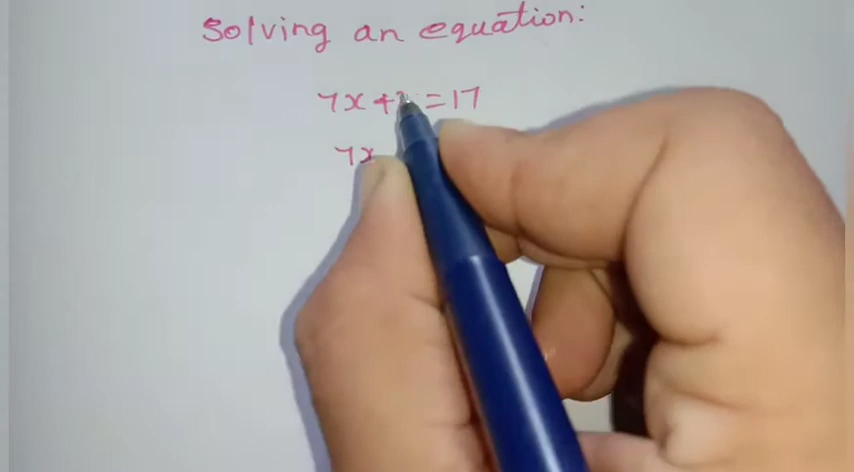 Solving an equation:
7x + = 17
7x